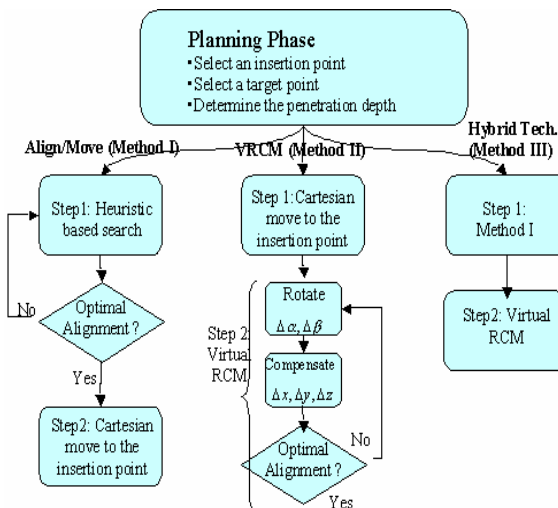 Planning Phase
•Select an insertion point
•Select a target point
•Determine the penetration depth
Align/Move (Method I)
VRCM (Method II)
Hybrid Tech.
(Method III)
Step1: Heuristic
based search
No
Optimal
Alignment ?
Yes
Step2: Cartesian
move to the
insertion point
Step 1:Cartesian
move to the
insertion point
Step 2:
Virtual
RCM
Rotate
Δα,Δβ
Compensate
Δx,Δy,Δz
Optimal
Alignment ?
No
Yes
Step 1:
Method I
Step2: Virtual
RCM